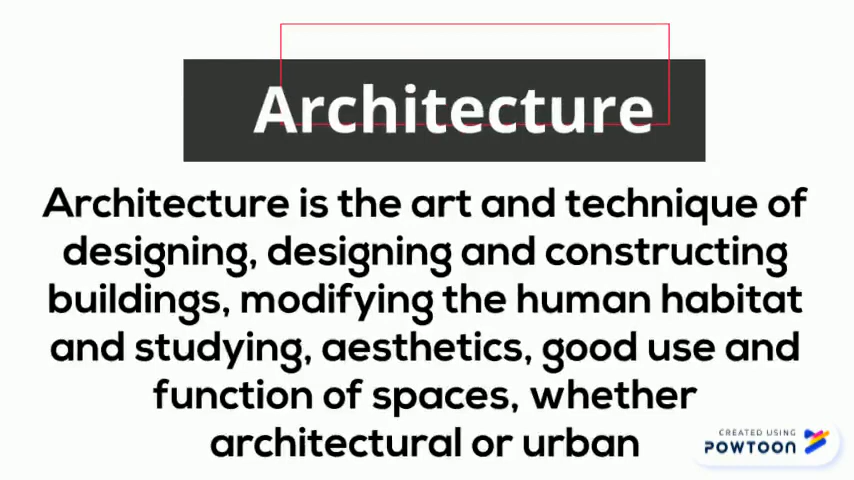 Architecture
Architecture is the art and technique of
designing, designing and constructing
buildings, modifying the human habitat
and studying, aesthetics, good use and
function of spaces, whether
architectural or urban
CREATED USING
POWTOON